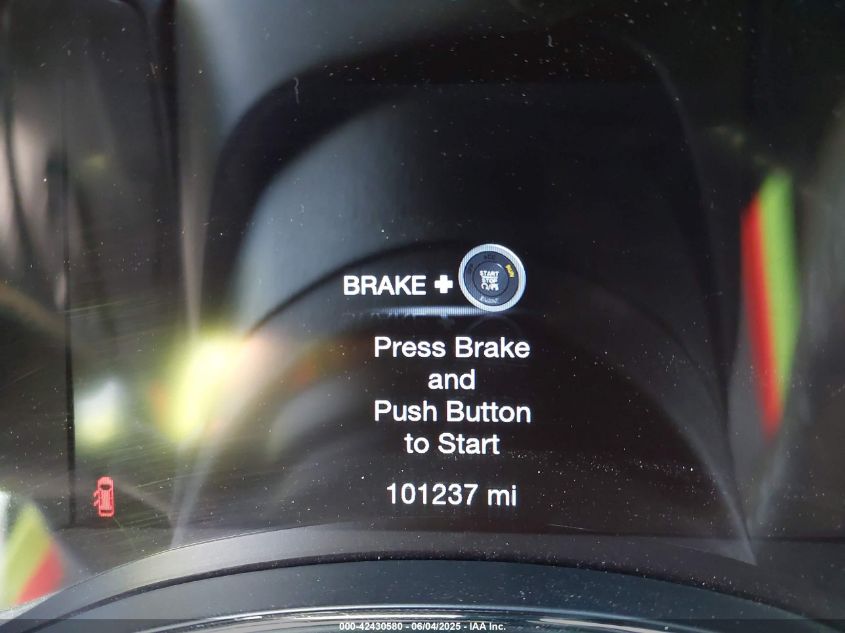 BRAKE + START STOP
RUN
Press Brake
and
Push Button
to Start
101237 mi
000-42430580 - 06/04/2025 - IAA Inc.